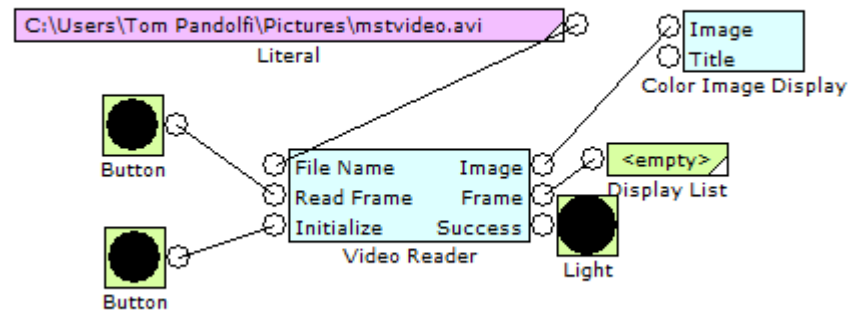 C:\Users\Tom Pandolfi\Pictures\mstvideo.avi
Literal
Image
Title
Color Image Display
Button
File Name Image
Read Frame Frame
Initialize Success
Video Reader
<empty>
Display List
Light
Button